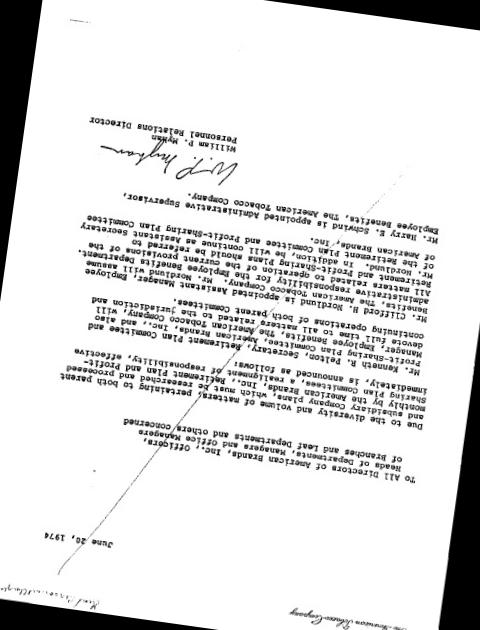 The American Tobacco Company
June 20, 1974
To All Directors of American Brands, Inc., Officers,
Heads of Departments, Managers and Office Managers
of Branches and Leaf Departments and others concerned
Due to the diversity and volume of matters, pertaining to both parent
and subsidiary Company plans, which must be researched and processed
monthly by the American Brands, Inc., Retirement Plan and Profit-
Sharing Plan Committees, a realignment of responsibility, effective
immediately, is announced as follows:
Mr. Kenneth R. Pelton, Secretary, Retirement Plan Committee and
Profit-Sharing Plan Committee, American Brands, Inc., and also
Manager, Employee Benefits, The American Tobacco Company, will
devote full time to all matters related to the jurisdiction and
continuing operations of both parent Committees.
Mr. Clifford H. Nordlund is appointed Assistant Manager, Employee
Benefits, The American Tobacco Company. Mr. Nordlund will assume
administrative responsibility for the Employee Benefits Department.
All matters related to operation of the current provisions of the
Retirement and Profit-Sharing Plans should be referred to
Mr. Nordlund. In addition, he will continue as Assistant Secretary
of the Retirement Plan Committee and Profit-Sharing Plan Committee
of American Brands, Inc.
Mr. Harry E. Schwind is appointed Administrative Supervisor,
Employee Benefits, The American Tobacco Company.
William P. Hyhan
Personnel Relations Director